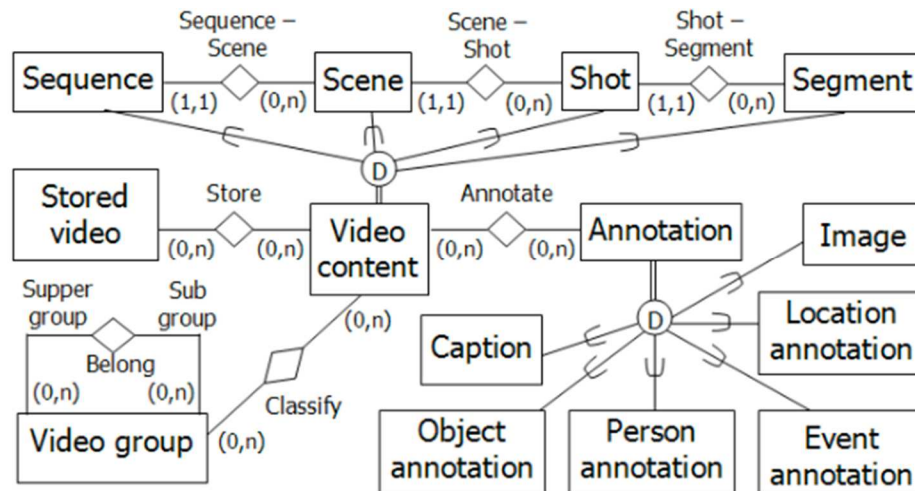 Sequence –
Scene
Scene –
Shot
Shot –
Segment
Sequence
Scene
Shot
Segment
(1,1)
(0,n)
(1,1)
(0,n)
(1,1)
(0,n)
D
Stored
video
Store
(0,n)
(0,n)
Video
content
Annotate
(0,n)
(0,n)
Annotation
Image
Supper
group
Sub
group
Belong
(0,n)
(0,n)
(0,n)
Classify
(0,n)
Video group
D
Caption
Location
annotation
Object
annotation
Person
annotation
Event
annotation